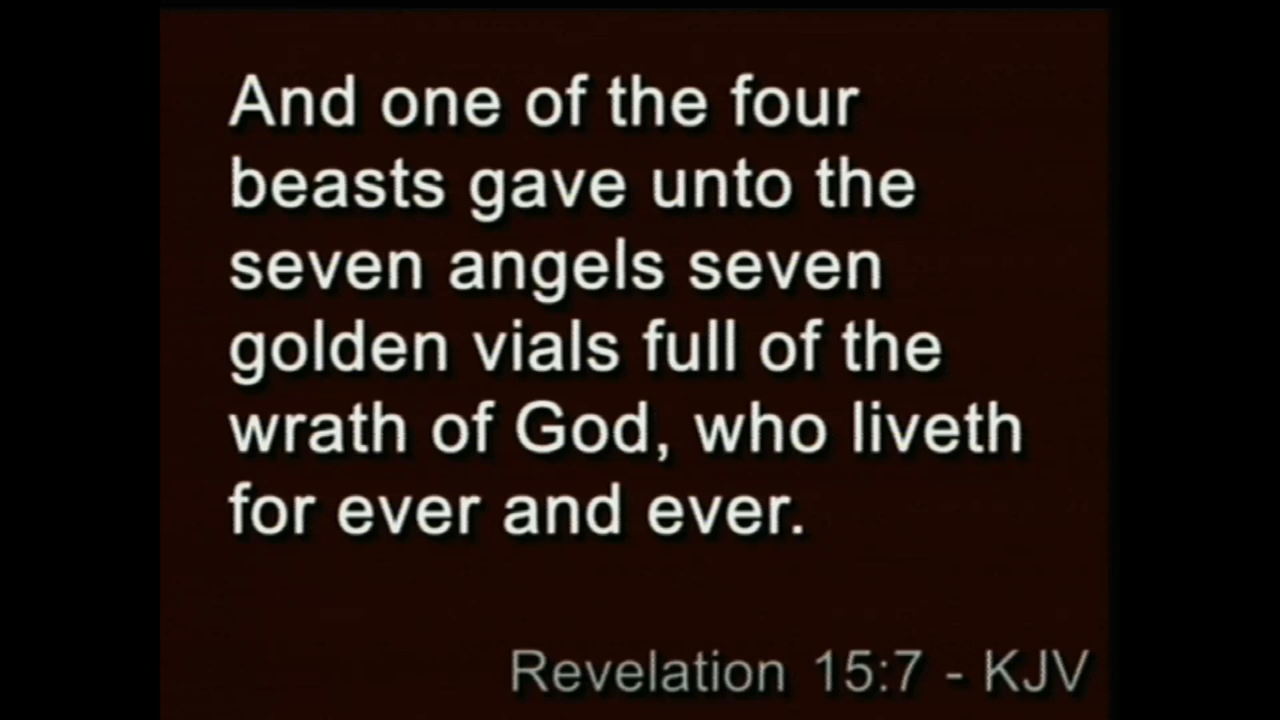 And one of the four
beasts gave unto the
seven angels seven
golden vials full of the
wrath of God, who liveth
for ever and ever.
Revelation 15:7 - KJV